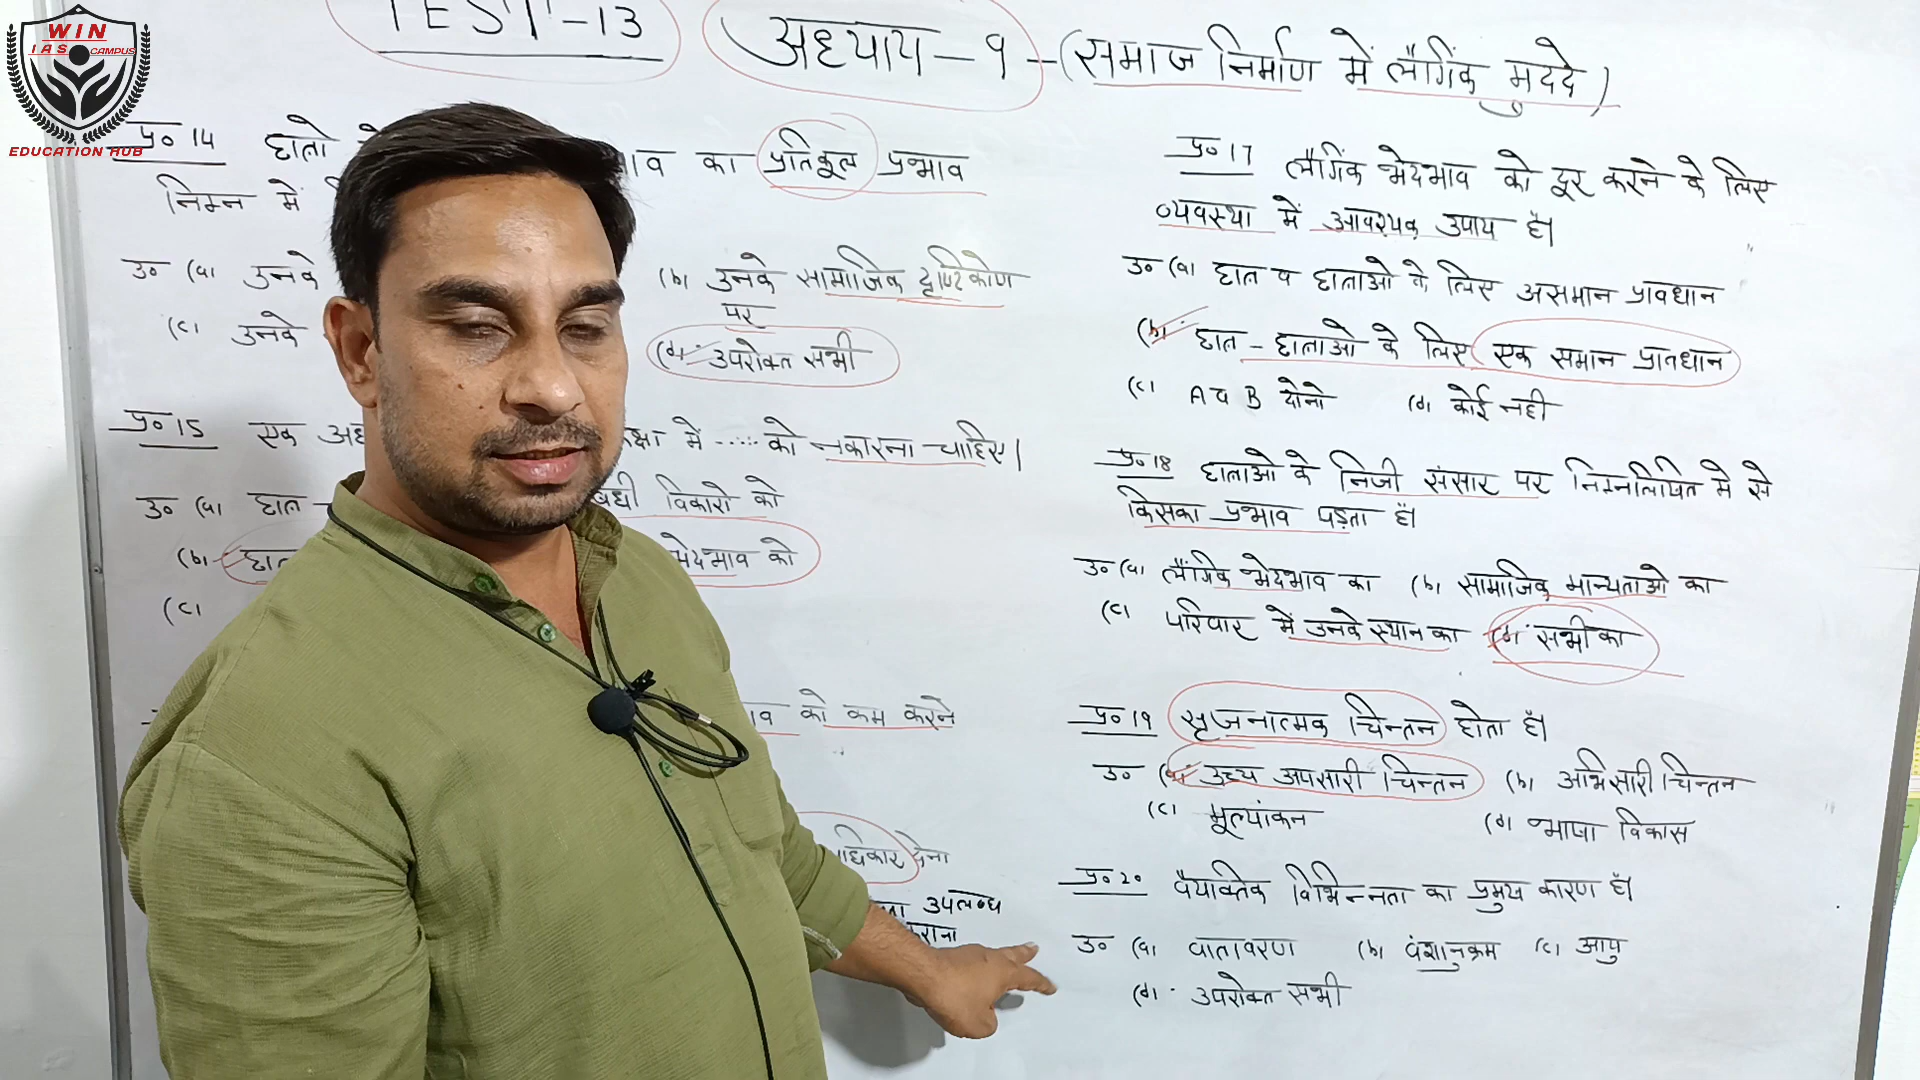 WIN
IAS CAMPUS
EDUCATION HUB
TEST-13
अध्याय - १ - (समाज निर्माण में लैंगिक मुददे)
प्र० 14 छात्रो
भाव का प्रतिकूल प्रभाव
निम्न में
उ० (a) उनके
(b) उनके सामाजिक दृष्टिकोण
पर
(c) उनके
(d) उपरोक्त सभी
प्र० 15 एक
कक्षा में ...... को नकारना चाहिए।
उ० (a) छात्र -
विकारो को
(b)
भेदभाव को
(c)
को कम करने
देना
उपलब्ध
कराना
प्र० 17 लैंगिक भेदभाव को दूर करने के लिए
व्यवस्था में आवश्यक उपाय है।
उ० (a) छात्र व छात्राओ के लिए असमान प्रावधान
(b) छात्र - छात्राओ के लिए एक समान प्रावधान
(c) A व B दोनो (d) कोई नही
प्र० 18 छात्राओ के निजी संसार पर निम्नलिखित मे से
किसका प्रभाव पड़ता है।
उ० (a) लैंगिक भेदभाव का (b) सामाजिक मान्यताओ का
(c) परिवार में उनके स्थान का (d) सभी का
प्र० 19 सृजनात्मक चिन्तन होता है।
उ० (a) उच्च अपसारी चिन्तन (b) अभिसारी चिन्तन
(c) मूल्यांकन (d) भाषा विकास
प्र० 20 वैयक्तिक विभिन्नता का प्रमुख कारण है।
उ० (a) वातावरण (b) वंशानुक्रम (c) आयु
(d) उपरोक्त सभी